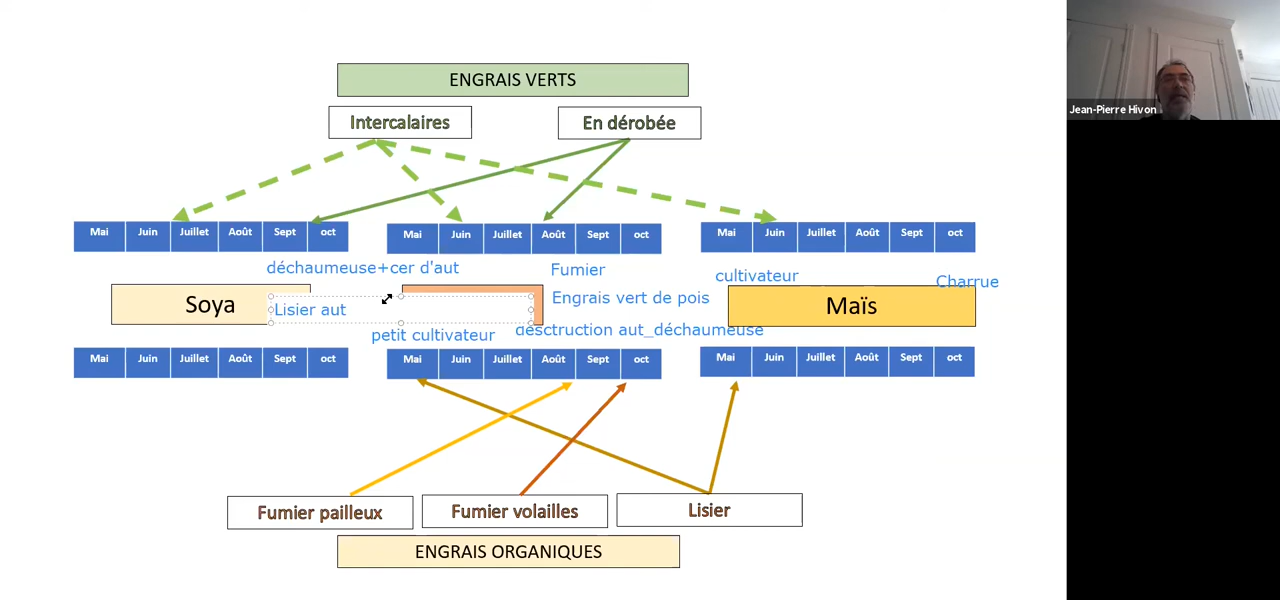 ENGRAIS VERTS
Intercalaires
En dérobée
Jean-Pierre Hivon
Mai Juin Juillet Août Sept oct
Mai Juin Juillet Août Sept oct
Mai Juin Juillet Août Sept oct
déchaumeuse+cer d'aut
Fumier
cultivateur
Charrue
Soya
Lisier aut
Engrais vert de pois
Maïs
petit cultivateur
desctruction aut_déchaumeuse
Mai Juin Juillet Août Sept oct
Mai Juin Juillet Août Sept oct
Mai Juin Juillet Août Sept oct
Fumier pailleux
Fumier volailles
Lisier
ENGRAIS ORGANIQUES